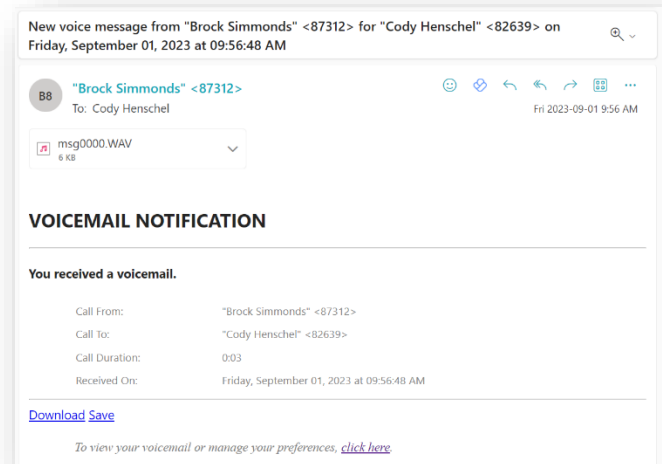 New voice message from "Brock Simmonds" <87312> for "Cody Henschel" <82639> on
Friday, September 01, 2023 at 09:56:48 AM
B8
"Brock Simmonds" <87312>
To: Cody Henschel
Fri 2023-09-01 9:56 AM
msg0000.WAV
6 KB
VOICEMAIL NOTIFICATION
You received a voicemail.
Call From: "Brock Simmonds" <87312>
Call To: "Cody Henschel" <82639>
Call Duration: 0:03
Received On: Friday, September 01, 2023 at 09:56:48 AM
Download Save
To view your voicemail or manage your preferences, click here.